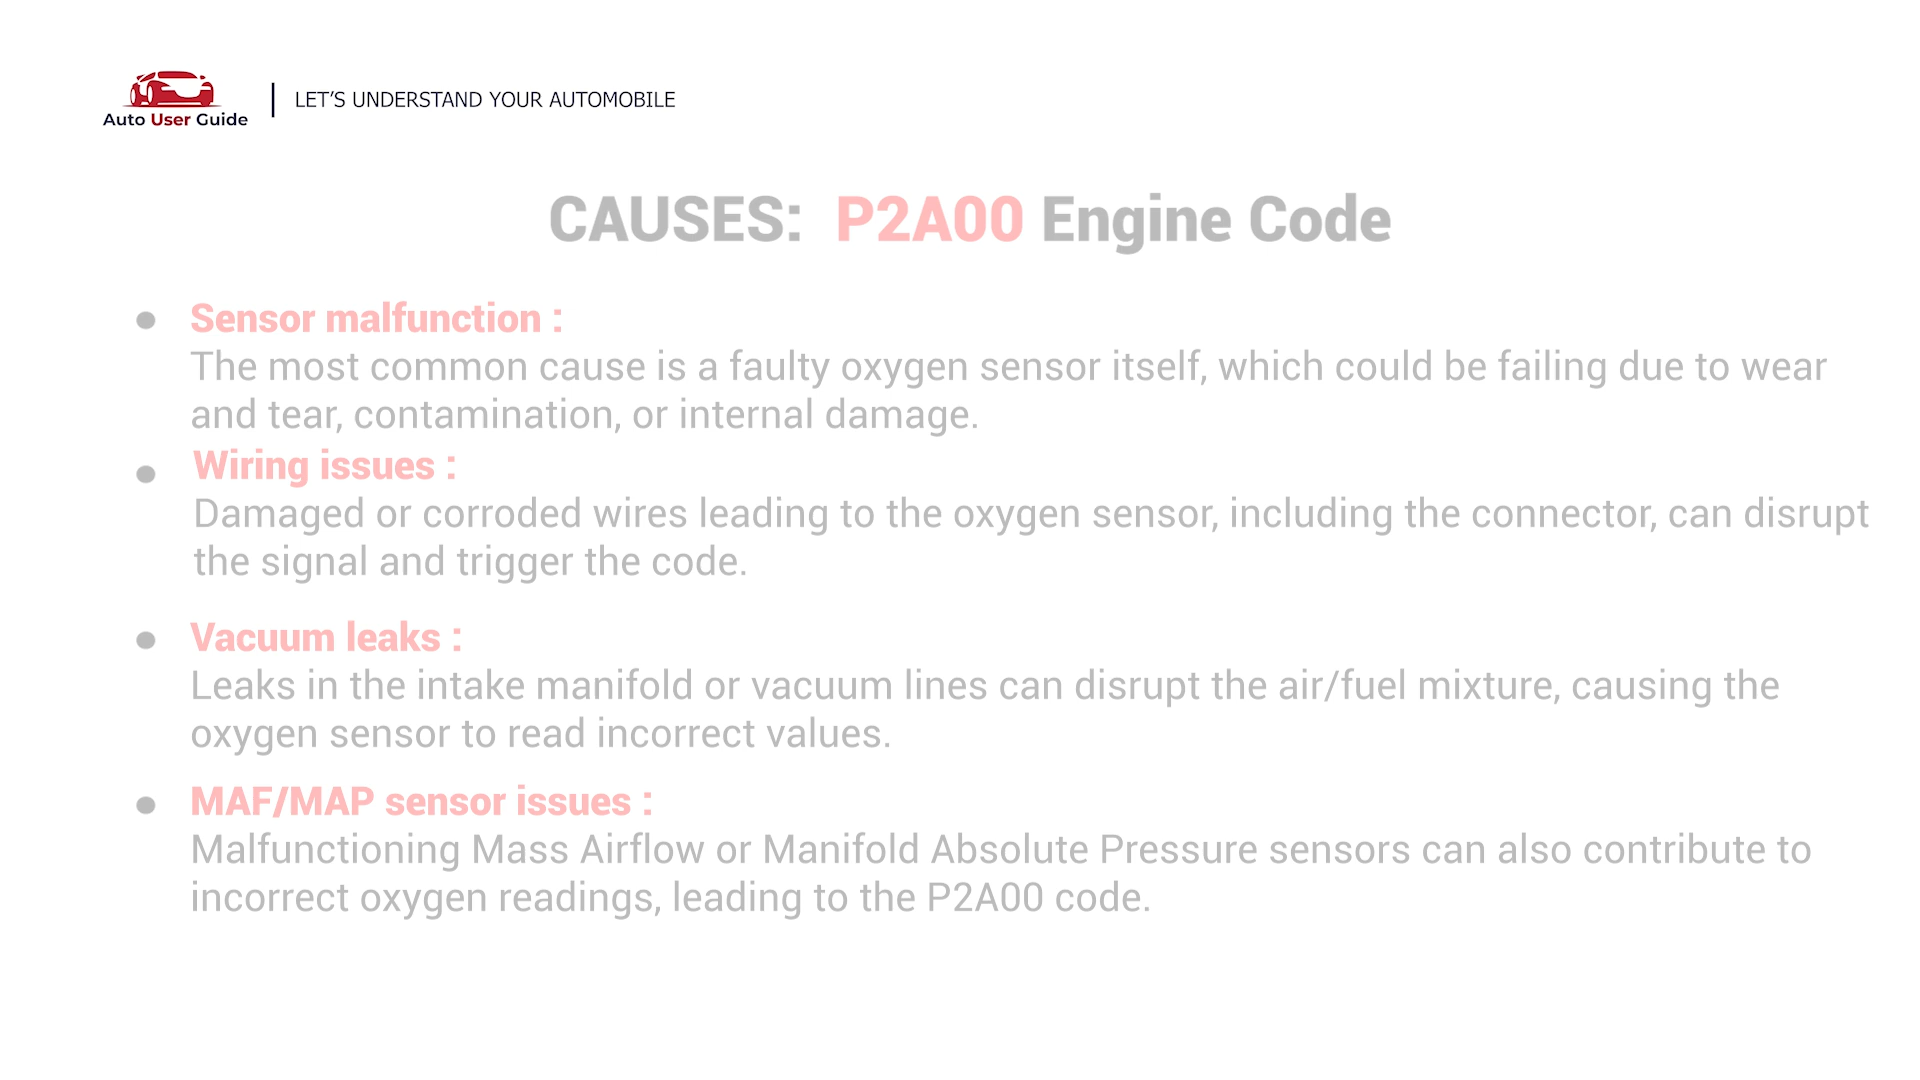 Auto User Guide
LET'S UNDERSTAND YOUR AUTOMOBILE
CAUSES: P2A00 Engine Code
● Sensor malfunction :
The most common cause is a faulty oxygen sensor itself, which could be failing due to wear
and tear, contamination, or internal damage.
● Wiring issues :
Damaged or corroded wires leading to the oxygen sensor, including the connector, can disrupt
the signal and trigger the code.
● Vacuum leaks :
Leaks in the intake manifold or vacuum lines can disrupt the air/fuel mixture, causing the
oxygen sensor to read incorrect values.
● MAF/MAP sensor issues :
Malfunctioning Mass Airflow or Manifold Absolute Pressure sensors can also contribute to
incorrect oxygen readings, leading to the P2A00 code.